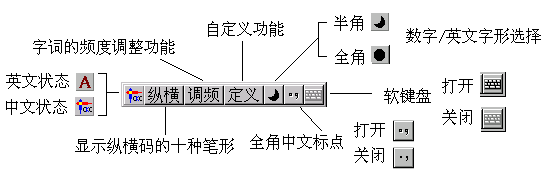 自定义功能
半角
全角
数字/英文字形选择
字词的频度调整功能
英文状态 A
中文状态
纵横 调频 定义
软键盘
打开
关闭
显示纵横码的十种笔形
全角中文标点
打开
关闭